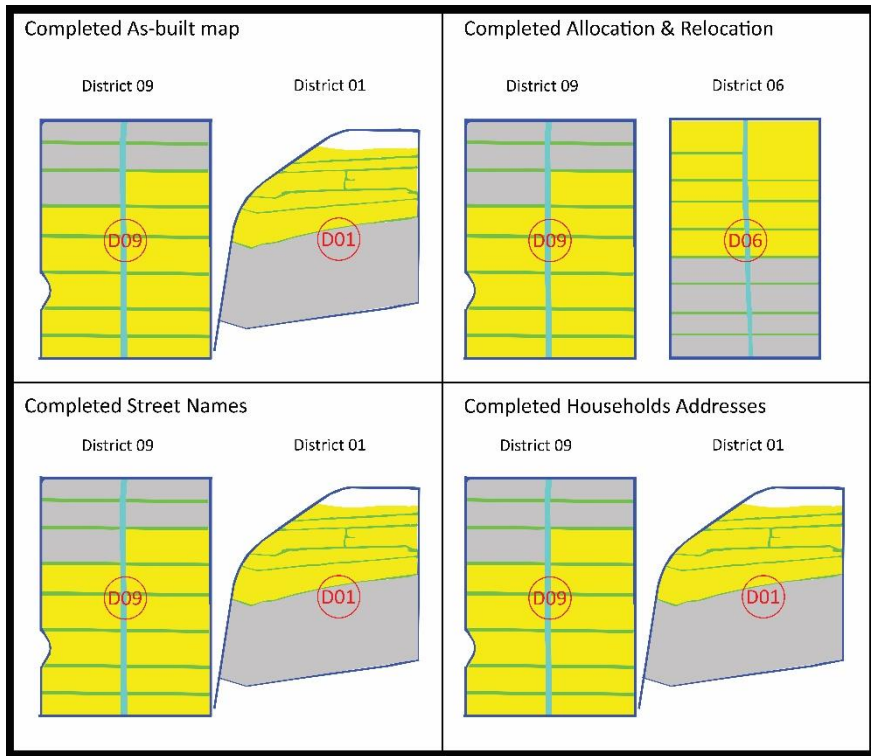 Completed As-built map
District 09
District 01
D09
D01
Completed Allocation & Relocation
District 09
District 06
D09
D06
Completed Street Names
District 09
District 01
D09
D01
Completed Households Addresses
District 09
District 01
D09
D01